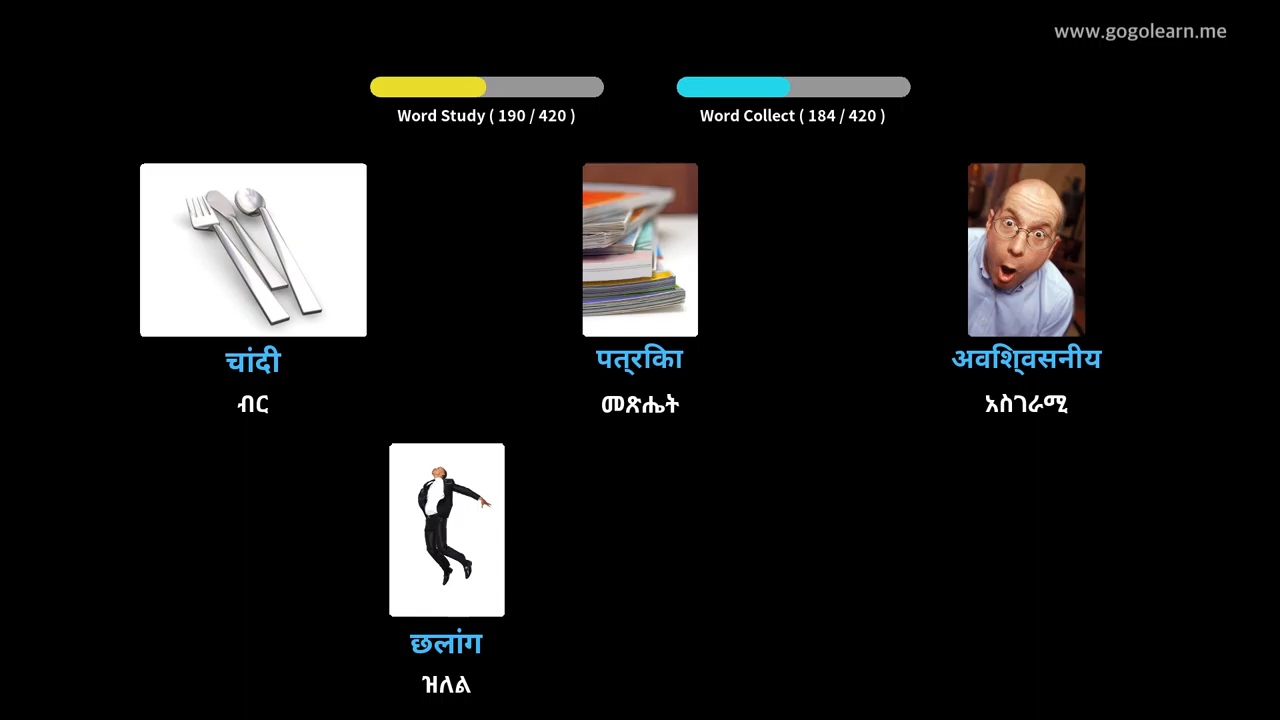 www.gogolearn.me
Word Study ( 190 / 420 )
Word Collect ( 184 / 420 )
चांदी
ብር
पत्रिका
መጽሔት
अविश्वसनीय
አስገራሚ
छलांग
ዝለል